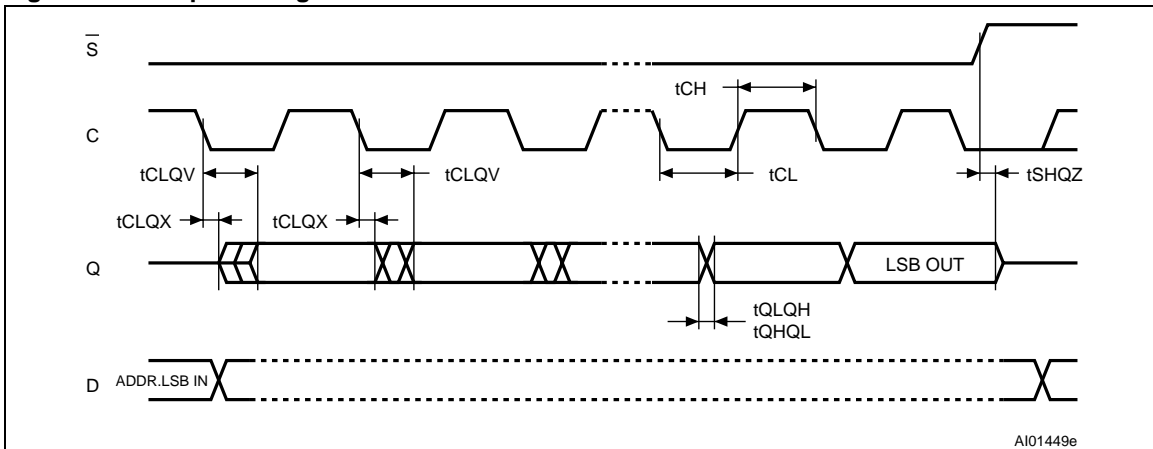 S
tCH
C
tCLQV
tCLQV
tCL
tSHQZ
tCLQX
tCLQX
Q
LSB OUT
tQLQH
tQHQL
D
ADDR.LSB IN
AI01449e